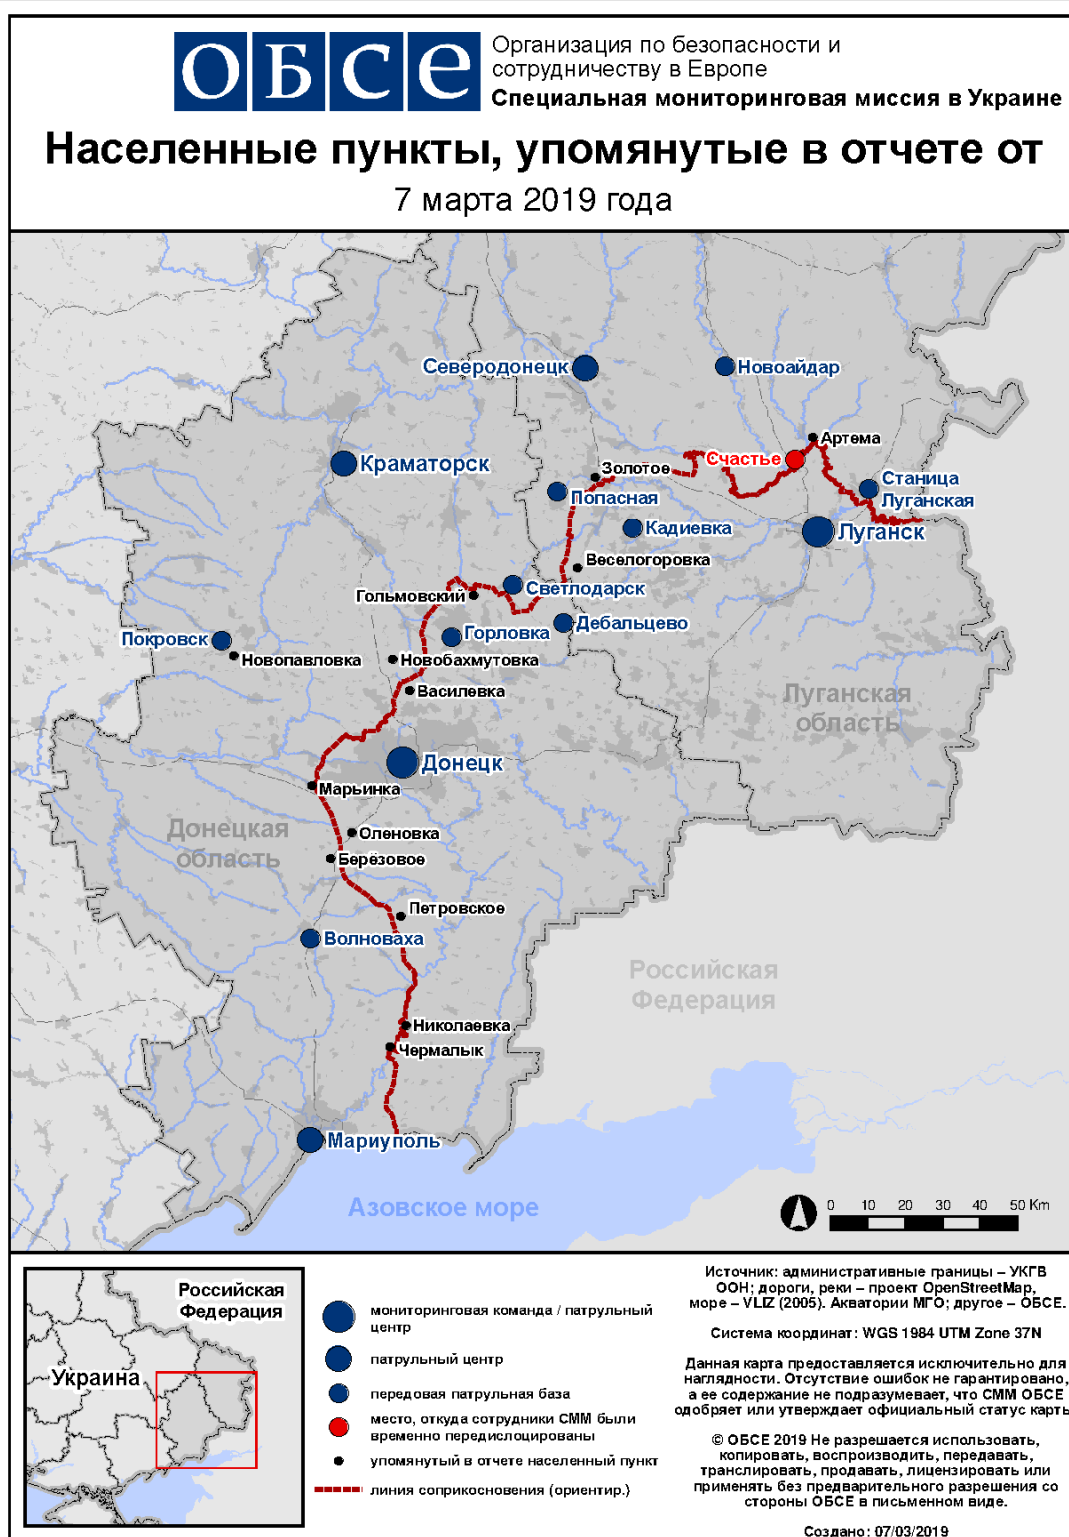 ОБСЕ
Организация по безопасности и
сотрудничеству в Европе
Специальная мониторинговая миссия в Украине
Населенные пункты, упомянутые в отчете от
7 марта 2019 года
Северодонецк
Новоайдар
Артема
Счастье
Краматорск
Золотое
Станица
Луганская
Попасная
Кадиевка
Луганск
Веселогоровка
Светлодарск
Гольмовский
Дебальцево
Горловка
Покровск
Новопавловка
Новобахмутовка
Василевка
Луганская
область
Донецк
Марьинка
Донецкая
область
Оленовка
Берёзовое
Петровское
Волноваха
Российская
Федерация
Николаевка
Чермалык
Мариуполь
Азовское море
0 10 20 30 40 50 Km
Российская
Федерация
Украина
мониторинговая команда / патрульный
центр
патрульный центр
передовая патрульная база
место, откуда сотрудники СММ были
временно передислоцированы
упомянутый в отчете населенный пункт
линия соприкосновения (ориентир.)
Источник: административные границы – УКГВ
ООН; дороги, реки – проект OpenStreetMap,
море – VLIZ (2005). Акватории МГО; другое – ОБСЕ.
Система координат: WGS 1984 UTM Zone 37N
Данная карта предоставляется исключительно для
наглядности. Отсутствие ошибок не гарантировано,
а ее содержание не подразумевает, что СММ ОБСЕ
одобряет или утверждает официальный статус карты
© ОБСЕ 2019 Не разрешается использовать,
копировать, воспроизводить, передавать,
транслировать, продавать, лицензировать или
применять без предварительного разрешения со
стороны ОБСЕ в письменном виде.
Создано: 07/03/2019